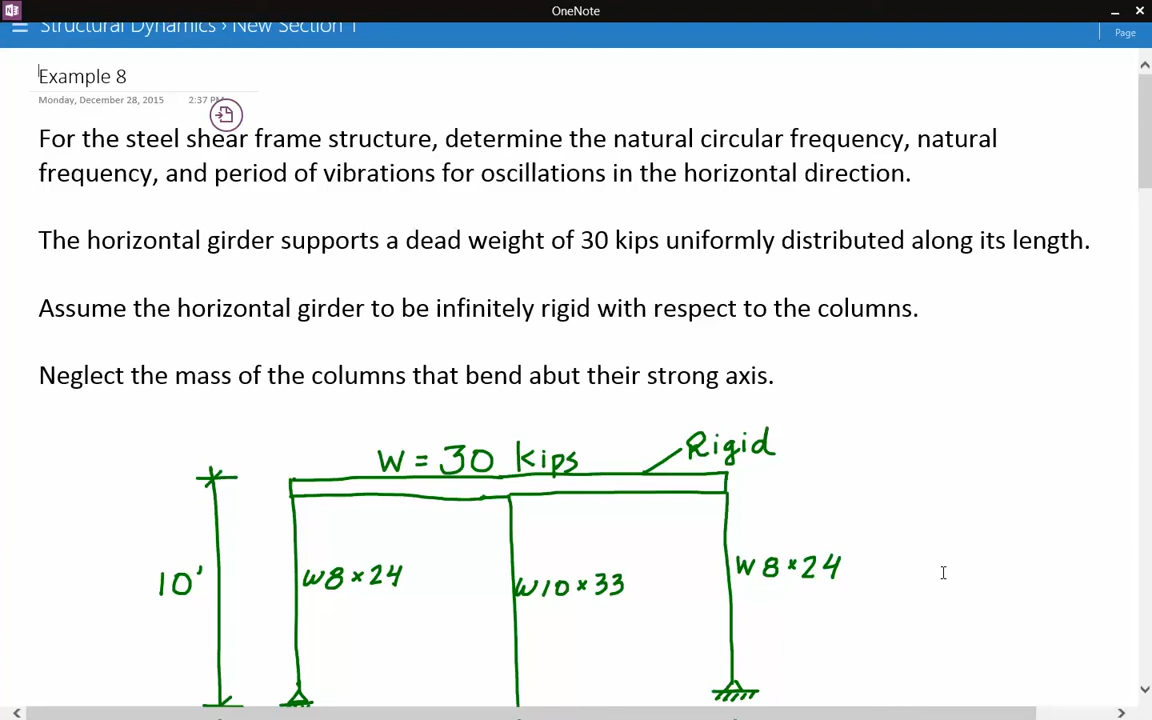 OneNote
Structural Dynamics › New Section 1
Page
Example 8
Monday, December 28, 2015 2:37 PM
For the steel shear frame structure, determine the natural circular frequency, natural
frequency, and period of vibrations for oscillations in the horizontal direction.
The horizontal girder supports a dead weight of 30 kips uniformly distributed along its length.
Assume the horizontal girder to be infinitely rigid with respect to the columns.
Neglect the mass of the columns that bend abut their strong axis.
W = 30 kips
Rigid
10'
W8×24
W10×33
W8×24